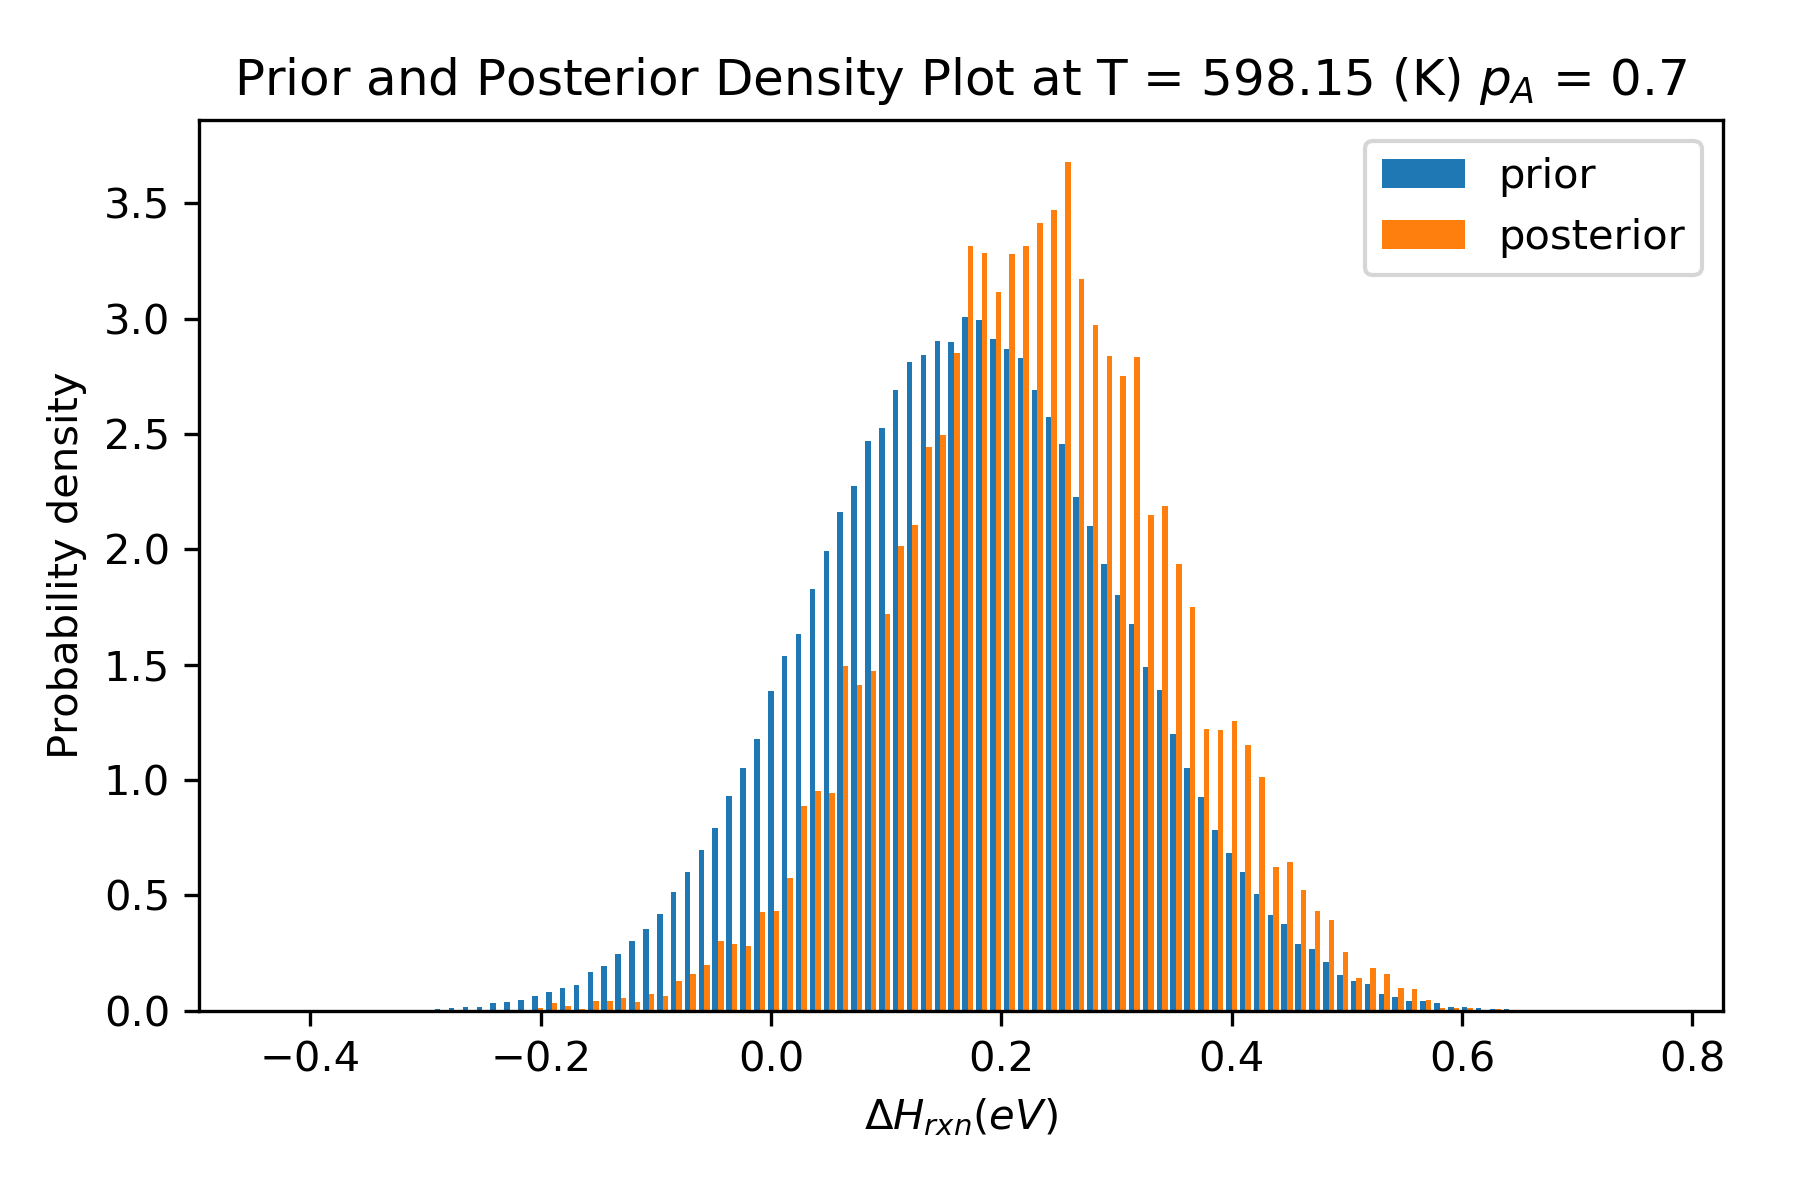 Prior and Posterior Density Plot at T = 598.15 (K) p_A = 0.7
prior
posterior
3.5
3.0
2.5
2.0
1.5
1.0
0.5
0.0
Probability density
−0.4 −0.2 0.0 0.2 0.4 0.6 0.8
ΔH_rxn(eV)